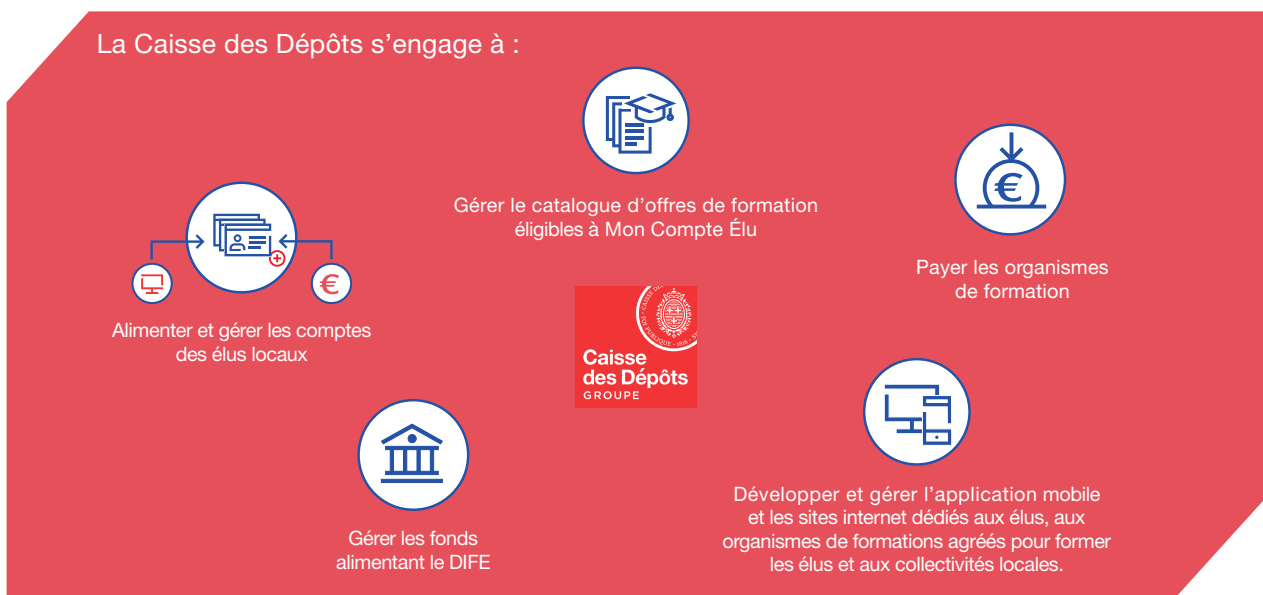 La Caisse des Dépôts s’engage à :
Gérer le catalogue d’offres de formation
éligibles à Mon Compte Élu
Payer les organismes
de formation
Alimenter et gérer les comptes
des élus locaux
Caisse
des Dépôts
GROUPE
Gérer les fonds
alimentant le DIFE
Développer et gérer l’application mobile
et les sites internet dédiés aux élus, aux
organismes de formations agréés pour former
les élus et aux collectivités locales.